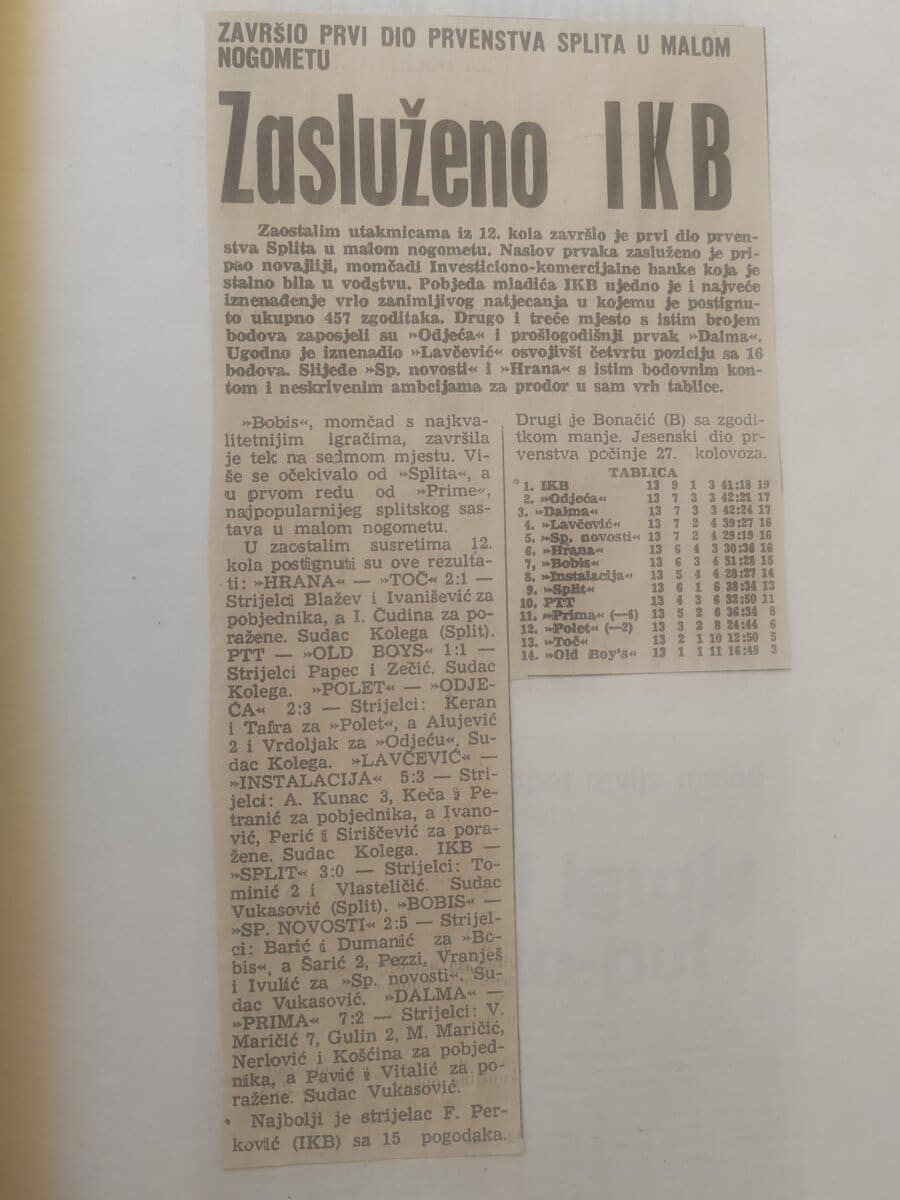 ZAVRŠIO PRVI DIO PRVENSTVA SPLITA U MALOM
NOGOMETU
Zasluženo IKB
Zaostalim utakmicama iz 12. kola završio je prvi dio prven-
stva Splita u malom nogometu. Naslov prvaka zasluženo je pri-
pao novajliji, momčadi Investiciono-komercijalne banke koja je
stalno bila u vodstvu. Pobjeda mladića IKB ujedno je i najveće
iznenađenje vrlo zanimljivog natjecanja u kojemu je postignu-
to ukupno 457 zgoditaka. Drugo i treće mjesto s istim brojem
bodova zaposjeli su »Odjeća« i prošlogodišnji prvak »Dalma«.
Ugodno je iznenadio »Lavčević« osvojivši četvrtu poziciju sa 16
bodova. Slijede »Sp. novosti« i »Hrana« s istim bodovnim kon-
tom i neskrivenim ambcijama za prodor u sam vrh tablice.
»Bobis«, momčad s najkva-
litetnijim igračima, završila
je tek na sedmom mjestu. Vi-
še se očekivalo od »Splita«, a
u prvom redu od »Prime«,
najpopularnijeg splitskog sas-
tava u malom nogometu.
U zaostalim susretima 12.
kola postignuti su ove rezulta-
ti: »HRANA« — »TOČ« 2:1 —
Strijelci Blažev i Ivanišević za
pobjednika, a I. Čudina za po-
ražene. Sudac Kolega (Split).
PTT — »OLD BOYS« 1:1 —
Strijelci Papec i Zečić. Sudac
Kolega. »POLET« — »ODJE-
ĆA« 2:3 — Strijelci: Keran
i Tafra za »Polet«, a Alujević
2 i Vrdoljak za »Odjeću«. Su-
dac Kolega. »LAVČEVIĆ« —
»INSTALACIJA« 5:3 — Stri-
jelci: A. Kunac 3, Keča i Pe-
tranić za pobjednika, a Ivano-
vić, Perić i Siriščević za pora-
žene. Sudac Kolega. IKB —
»SPLIT« 3:0 — Strijelci: To-
minić 2 i Vlasteličić. Sudac
Vukasović (Split). »BOBIS« —
»SP. NOVOSTI« 2:5 — Strijel-
ci: Barić i Dumanić za »Bo-
bis«, a Šarić 2, Pezzi, Vranješ
i Ivulić za »Sp. novosti«. Su-
dac Vukasović. »DALMA« —
»PRIMA« 7:2 — Strijelci: V.
Maričić 7, Gulin 2, M. Maričić,
Nerlović i Košćina za pobjed-
nika, a Pavić i Vitalić za po-
ražene. Sudac Vukasović.
Najbolji je strijelac F. Per-
ković (IKB) sa 15 pogodaka.
Drugi je Bonačić (B) sa zgodi-
tkom manje. Jesenski dio pr-
venstva počinje 27. kolovoza.
TABLICA
1. IKB 13 9 1 3 41:18 19
2. »Odjeća« 13 7 3 3 42:21 17
3. »Dalma« 13 7 3 3 42:24 17
4. »Lavčević« 13 7 2 4 39:27 16
5. »Sp. novosti« 13 7 2 4 29:19 16
6. »Hrana« 13 6 4 3 30:36 16
7, »Bobis« 13 6 3 4 51:28 15
8. »Instalacija« 13 5 4 4 28:27 14
9. »Split« 13 6 1 6 38:34 13
10. PTT 13 4 3 6 32:50 11
11. »Prima« (—4) 13 5 2 6 36:34 8
12. »Polet« (—2) 13 3 2 8 24:44 6
13. »Toč« 13 2 1 10 12:50 5
14. »Old Boy's« 13 1 1 11 16:48 3